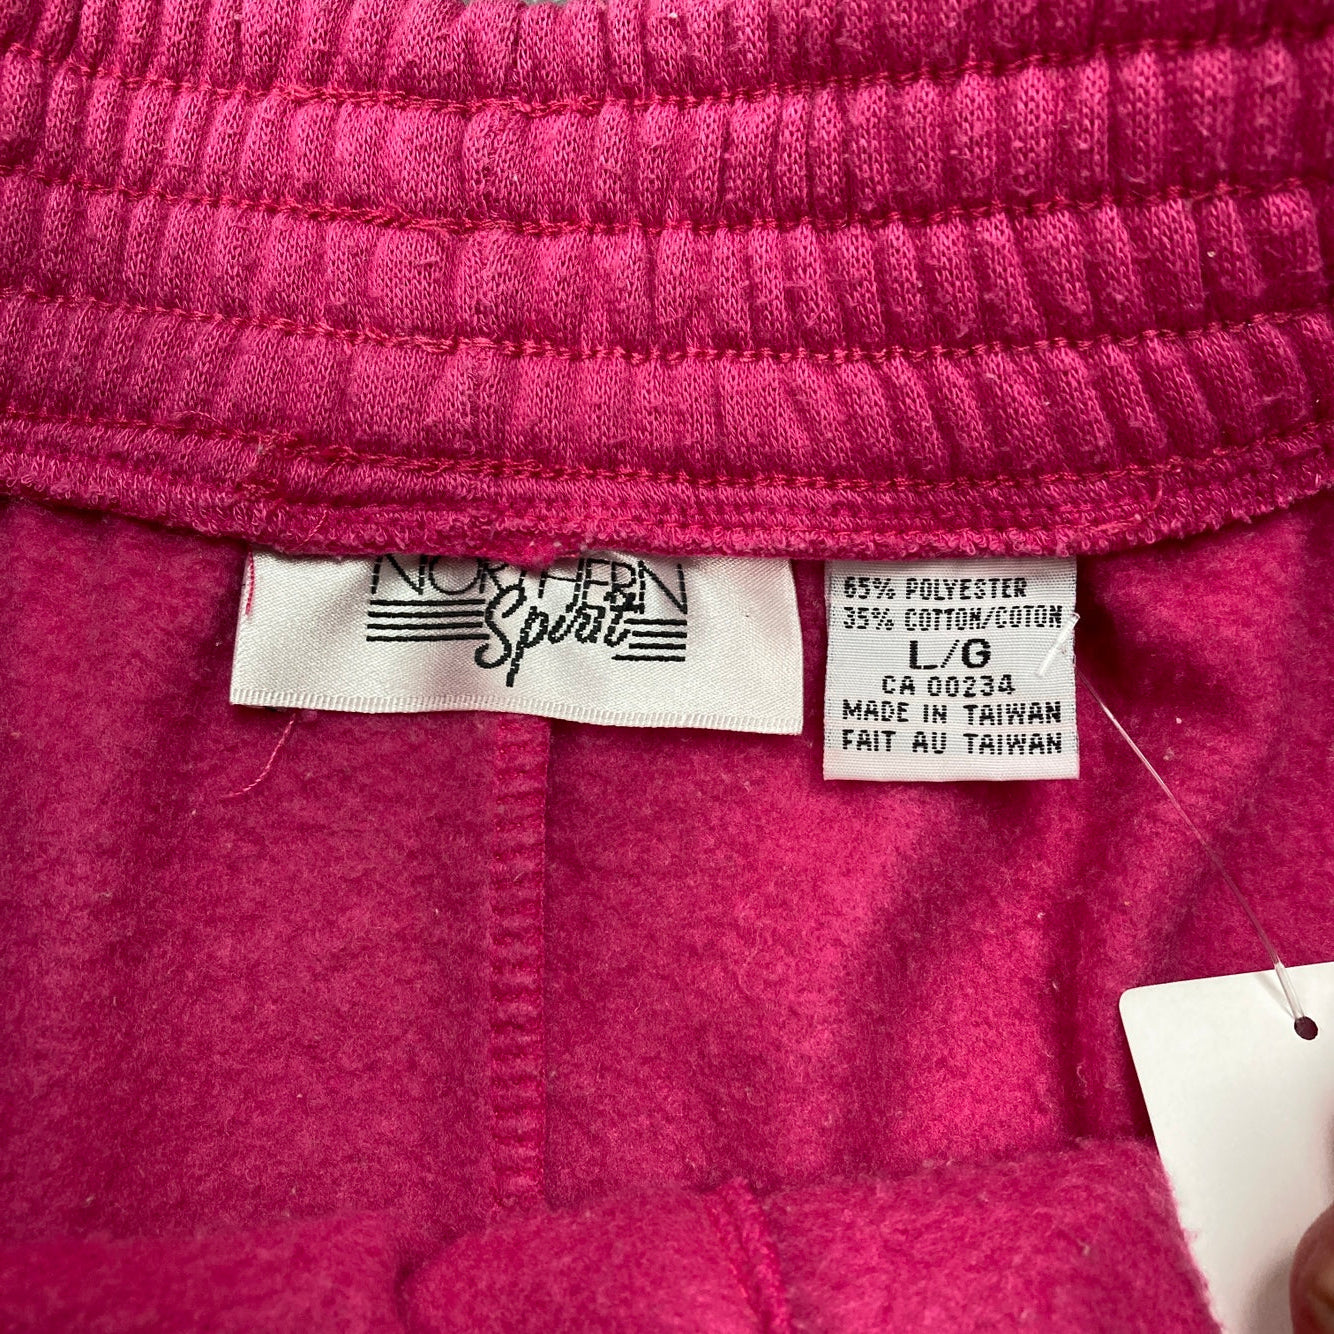 NORTHERN
Spirit
65% POLYESTER
35% COTTON/COTON
L/G
CA 00234
MADE IN TAIWAN
FAIT AU TAIWAN